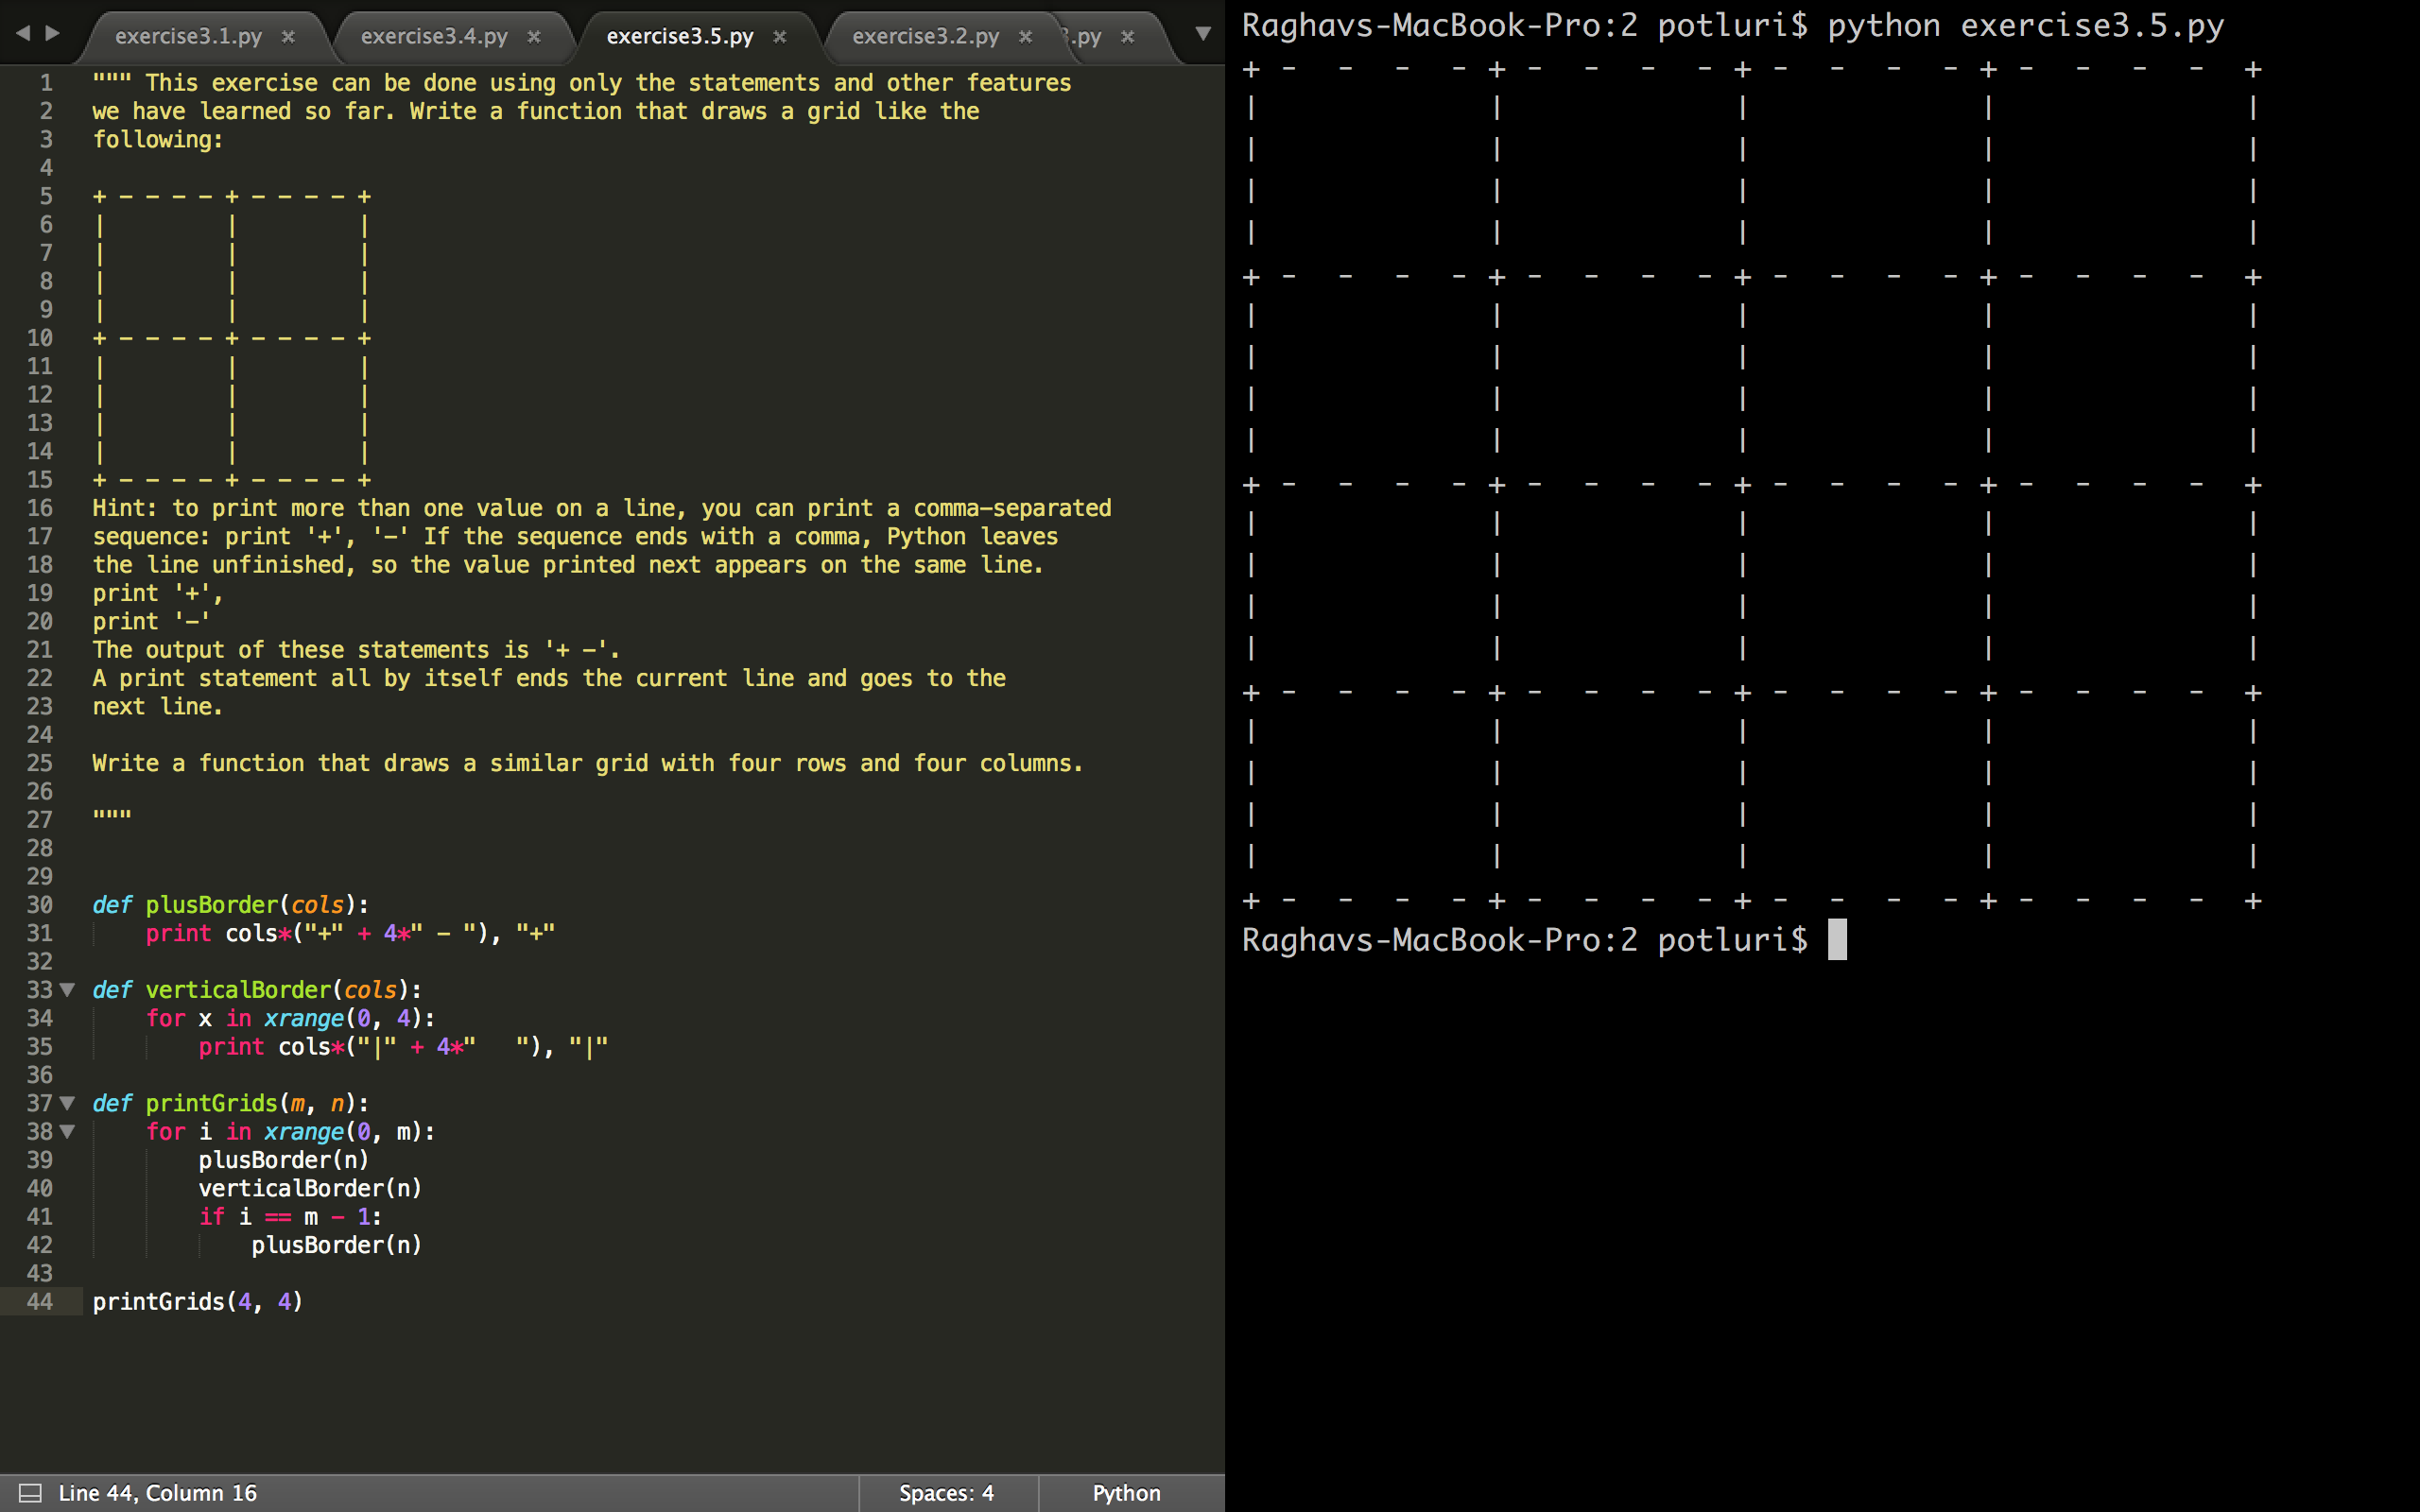 exercise3.1.py × exercise3.4.py × exercise3.5.py × exercise3.2.py × .py ×
1 """ This exercise can be done using only the statements and other features
2 we have learned so far. Write a function that draws a grid like the
3 following:
4
5 + - - - - + - - - - +
6 |         |         |
7 |         |         |
8 |         |         |
9 |         |         |
10 + - - - - + - - - - +
11 |         |         |
12 |         |         |
13 |         |         |
14 |         |         |
15 + - - - - + - - - - +
16 Hint: to print more than one value on a line, you can print a comma-separated
17 sequence: print '+', '-' If the sequence ends with a comma, Python leaves
18 the line unfinished, so the value printed next appears on the same line.
19 print '+',
20 print '-'
21 The output of these statements is '+ -'.
22 A print statement all by itself ends the current line and goes to the
23 next line.
24
25 Write a function that draws a similar grid with four rows and four columns.
26
27 """
28
29
30 def plusBorder(cols):
31     print cols*("+" + 4*" - "), "+"
32
33 def verticalBorder(cols):
34     for x in xrange(0, 4):
35         print cols*("|" + 4*"   "), "|"
36
37 def printGrids(m, n):
38     for i in xrange(0, m):
39         plusBorder(n)
40         verticalBorder(n)
41         if i == m - 1:
42             plusBorder(n)
43
44 printGrids(4, 4)
Line 44, Column 16 Spaces: 4 Python
Raghavs-MacBook-Pro:2 potluri$ python exercise3.5.py
+ -  -  -  - + -  -  -  - + -  -  -  - + -  -  -  -  +
|            |            |            |             |
|            |            |            |             |
|            |            |            |             |
|            |            |            |             |
+ -  -  -  - + -  -  -  - + -  -  -  - + -  -  -  -  +
|            |            |            |             |
|            |            |            |             |
|            |            |            |             |
|            |            |            |             |
+ -  -  -  - + -  -  -  - + -  -  -  - + -  -  -  -  +
|            |            |            |             |
|            |            |            |             |
|            |            |            |             |
|            |            |            |             |
+ -  -  -  - + -  -  -  - + -  -  -  - + -  -  -  -  +
|            |            |            |             |
|            |            |            |             |
|            |            |            |             |
|            |            |            |             |
+ -  -  -  - + -  -  -  - + -  -  -  - + -  -  -  -  +
Raghavs-MacBook-Pro:2 potluri$